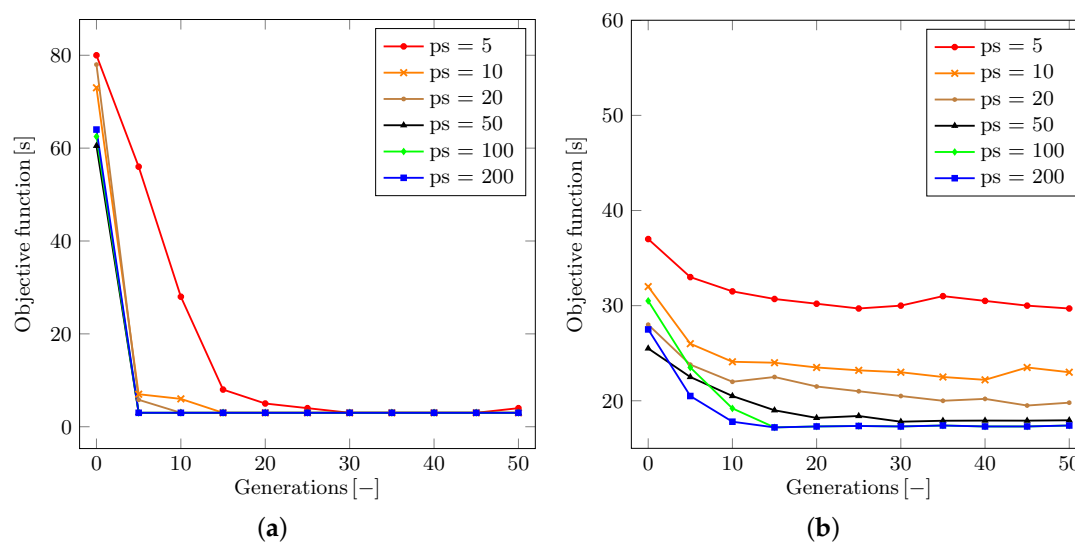 80
60
40
20
0
0
10
20
30
40
50
Objective function [s]
Generations [−]
ps = 5
ps = 10
ps = 20
ps = 50
ps = 100
ps = 200
(a)
60
50
40
30
20
0
10
20
30
40
50
Objective function [s]
Generations [−]
ps = 5
ps = 10
ps = 20
ps = 50
ps = 100
ps = 200
(b)